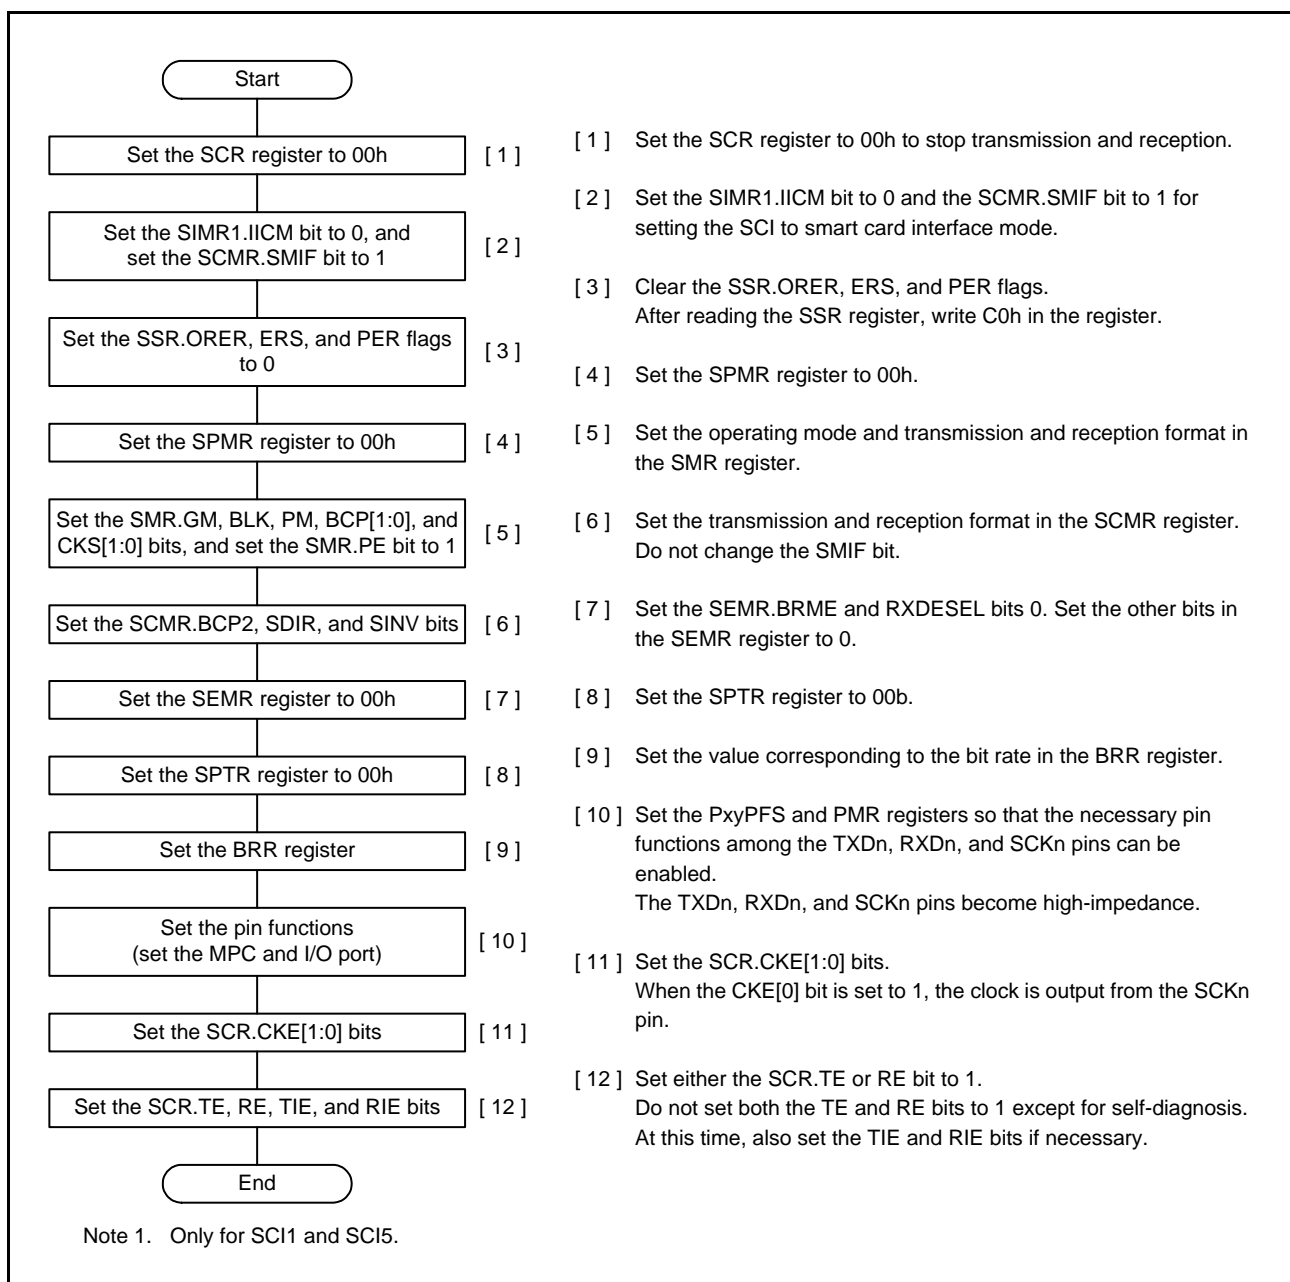 Start
Set the SCR register to 00h
[ 1 ]
Set the SIMR1.IICM bit to 0, and
set the SCMR.SMIF bit to 1
[ 2 ]
Set the SSR.ORER, ERS, and PER flags
to 0
[ 3 ]
Set the SPMR register to 00h
[ 4 ]
Set the SMR.GM, BLK, PM, BCP[1:0], and
CKS[1:0] bits, and set the SMR.PE bit to 1
[ 5 ]
Set the SCMR.BCP2, SDIR, and SINV bits
[ 6 ]
Set the SEMR register to 00h
[ 7 ]
Set the SPTR register to 00h
[ 8 ]
Set the BRR register
[ 9 ]
Set the pin functions
(set the MPC and I/O port)
[ 10 ]
Set the SCR.CKE[1:0] bits
[ 11 ]
Set the SCR.TE, RE, TIE, and RIE bits
[ 12 ]
End
[ 1 ] Set the SCR register to 00h to stop transmission and reception.
[ 2 ] Set the SIMR1.IICM bit to 0 and the SCMR.SMIF bit to 1 for
setting the SCI to smart card interface mode.
[ 3 ] Clear the SSR.ORER, ERS, and PER flags.
After reading the SSR register, write C0h in the register.
[ 4 ] Set the SPMR register to 00h.
[ 5 ] Set the operating mode and transmission and reception format in
the SMR register.
[ 6 ] Set the transmission and reception format in the SCMR register.
Do not change the SMIF bit.
[ 7 ] Set the SEMR.BRME and RXDESEL bits 0. Set the other bits in
the SEMR register to 0.
[ 8 ] Set the SPTR register to 00b.
[ 9 ] Set the value corresponding to the bit rate in the BRR register.
[ 10 ] Set the PxyPFS and PMR registers so that the necessary pin
functions among the TXDn, RXDn, and SCKn pins can be
enabled.
The TXDn, RXDn, and SCKn pins become high-impedance.
[ 11 ] Set the SCR.CKE[1:0] bits.
When the CKE[0] bit is set to 1, the clock is output from the SCKn
pin.
[ 12 ] Set either the SCR.TE or RE bit to 1.
Do not set both the TE and RE bits to 1 except for self-diagnosis.
At this time, also set the TIE and RIE bits if necessary.
Note 1. Only for SCI1 and SCI5.